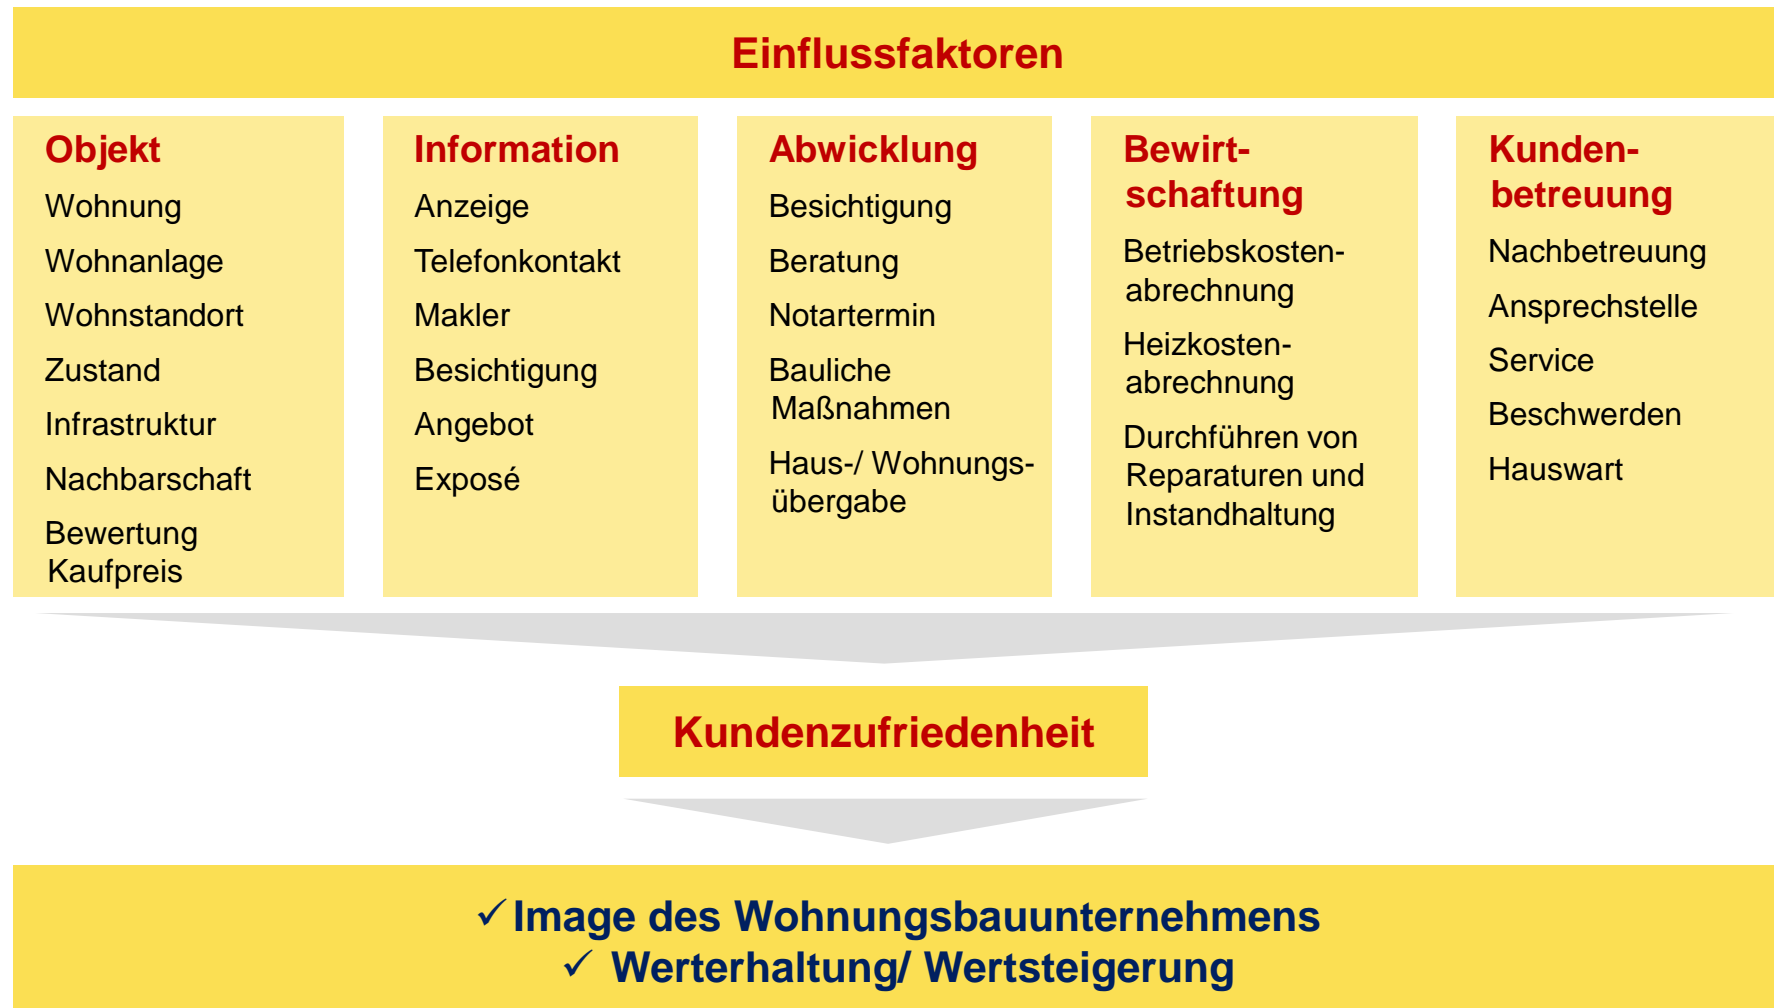 Einflussfaktoren
Objekt
Wohnung
Wohnanlage
Wohnstandort
Zustand
Infrastruktur
Nachbarschaft
Bewertung
Kaufpreis
Information
Anzeige
Telefonkontakt
Makler
Besichtigung
Angebot
Exposé
Abwicklung
Besichtigung
Beratung
Notartermin
Bauliche
Maßnahmen
Haus-/ Wohnungs-
übergabe
Bewirt-
schaftung
Betriebskosten-
abrechnung
Heizkosten-
abrechnung
Durchführen von
Reparaturen und
Instandhaltung
Kunden-
betreuung
Nachbetreuung
Ansprechstelle
Service
Beschwerden
Hauswart
Kundenzufriedenheit
✓ Image des Wohnungsbauunternehmens
✓ Werterhaltung/ Wertsteigerung